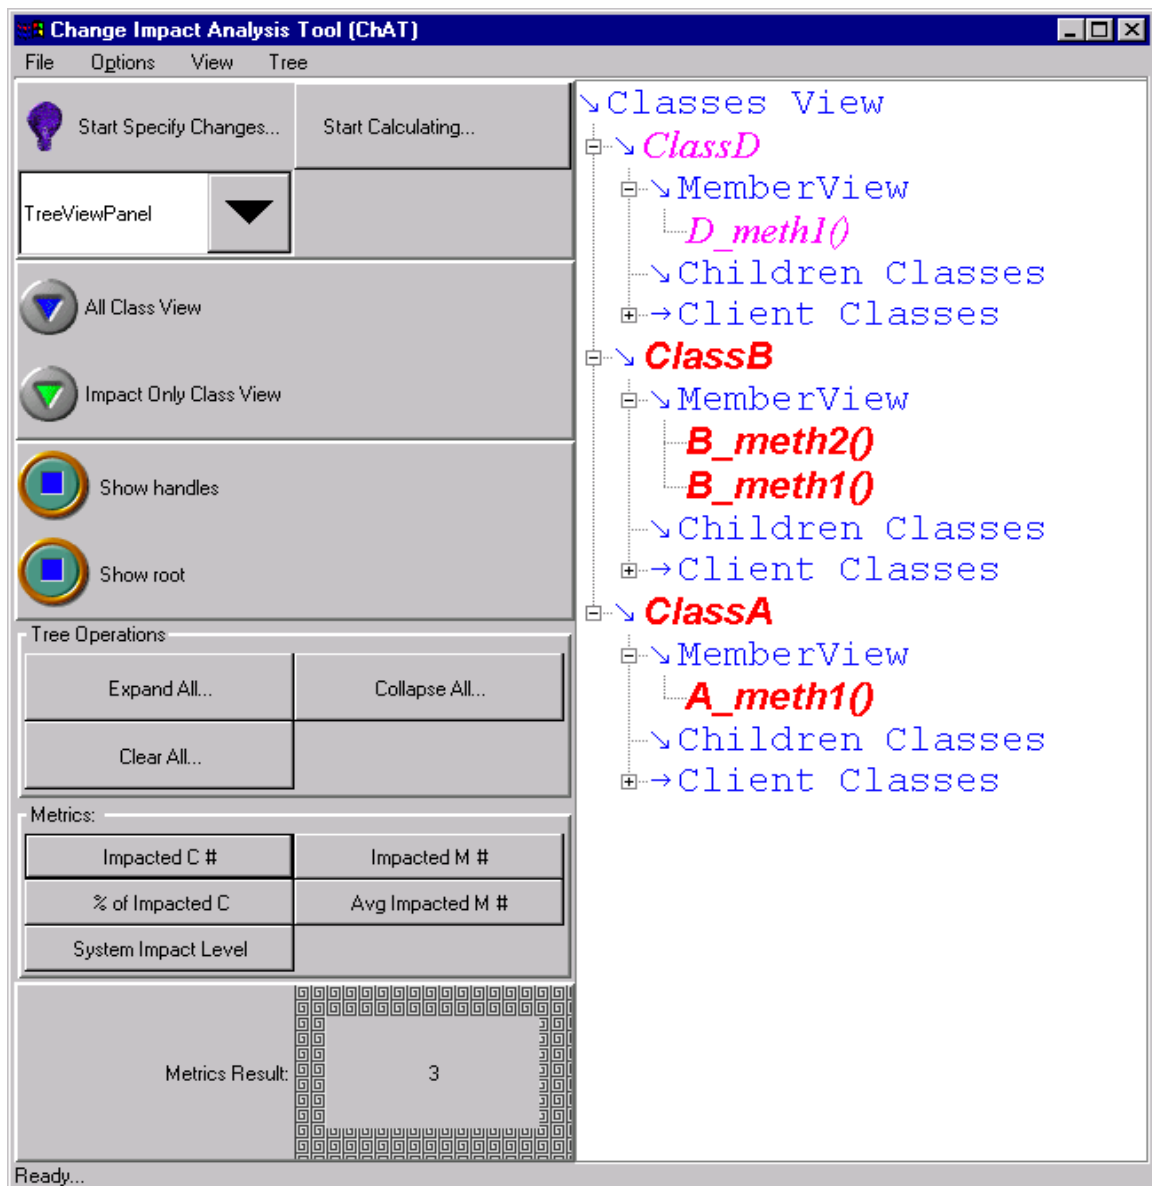 Change Impact Analysis Tool (ChAT)
File Options View Tree
Start Specify Changes... Start Calculating...
TreeViewPanel
All Class View
Impact Only Class View
Show handles
Show root
Tree Operations
Expand All... Collapse All...
Clear All...
Metrics:
Impacted C # Impacted M #
% of Impacted C Avg Impacted M #
System Impact Level
Metrics Result: 3
Classes View
ClassD
MemberView
D_meth1()
Children Classes
Client Classes
ClassB
MemberView
B_meth2()
B_meth1()
Children Classes
Client Classes
ClassA
MemberView
A_meth1()
Children Classes
Client Classes
Ready...